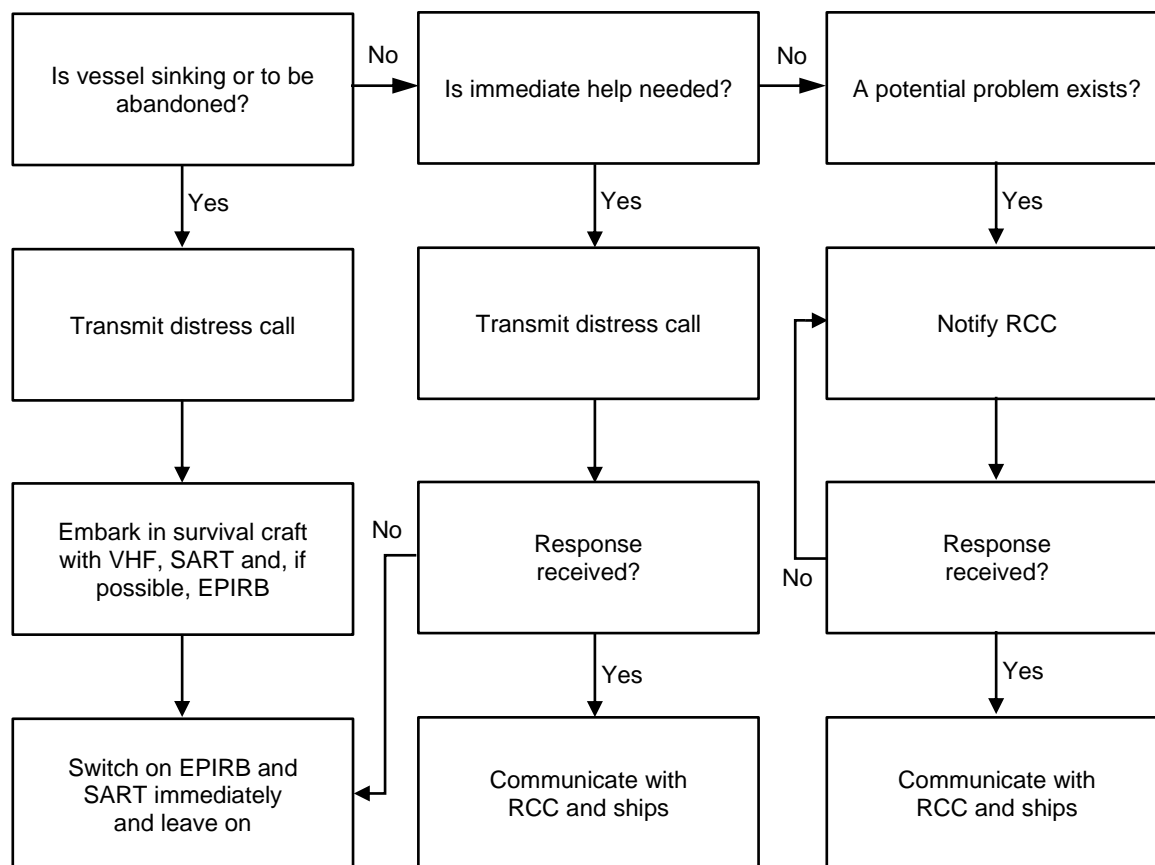 No
No
Is vessel sinking or to be
abandoned?
Is immediate help needed?
A potential problem exists?
Yes
Yes
Yes
Transmit distress call
Transmit distress call
Notify RCC
Embark in survival craft
with VHF, SART and, if
possible, EPIRB
No
Response
received?
No
Response
received?
Yes
Yes
Switch on EPIRB and
SART immediately
and leave on
Communicate with
RCC and ships
Communicate with
RCC and ships